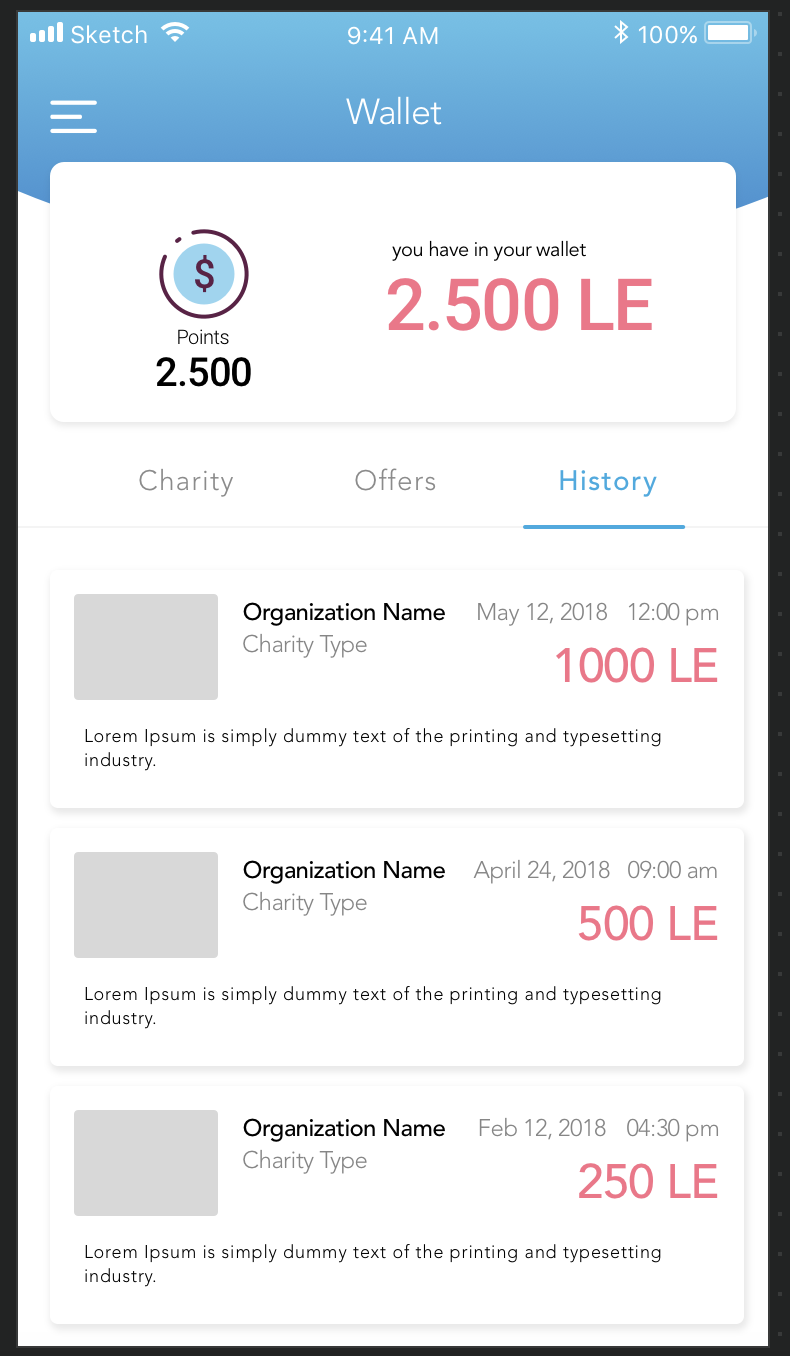 Sketch 9:41 AM 100%
Wallet
$
you have in your wallet
2.500 LE
Points
2.500
Charity Offers History
Organization Name May 12, 2018 12:00 pm
Charity Type
1000 LE
Lorem Ipsum is simply dummy text of the printing and typesetting
industry.
Organization Name April 24, 2018 09:00 am
Charity Type
500 LE
Lorem Ipsum is simply dummy text of the printing and typesetting
industry.
Organization Name Feb 12, 2018 04:30 pm
Charity Type
250 LE
Lorem Ipsum is simply dummy text of the printing and typesetting
industry.